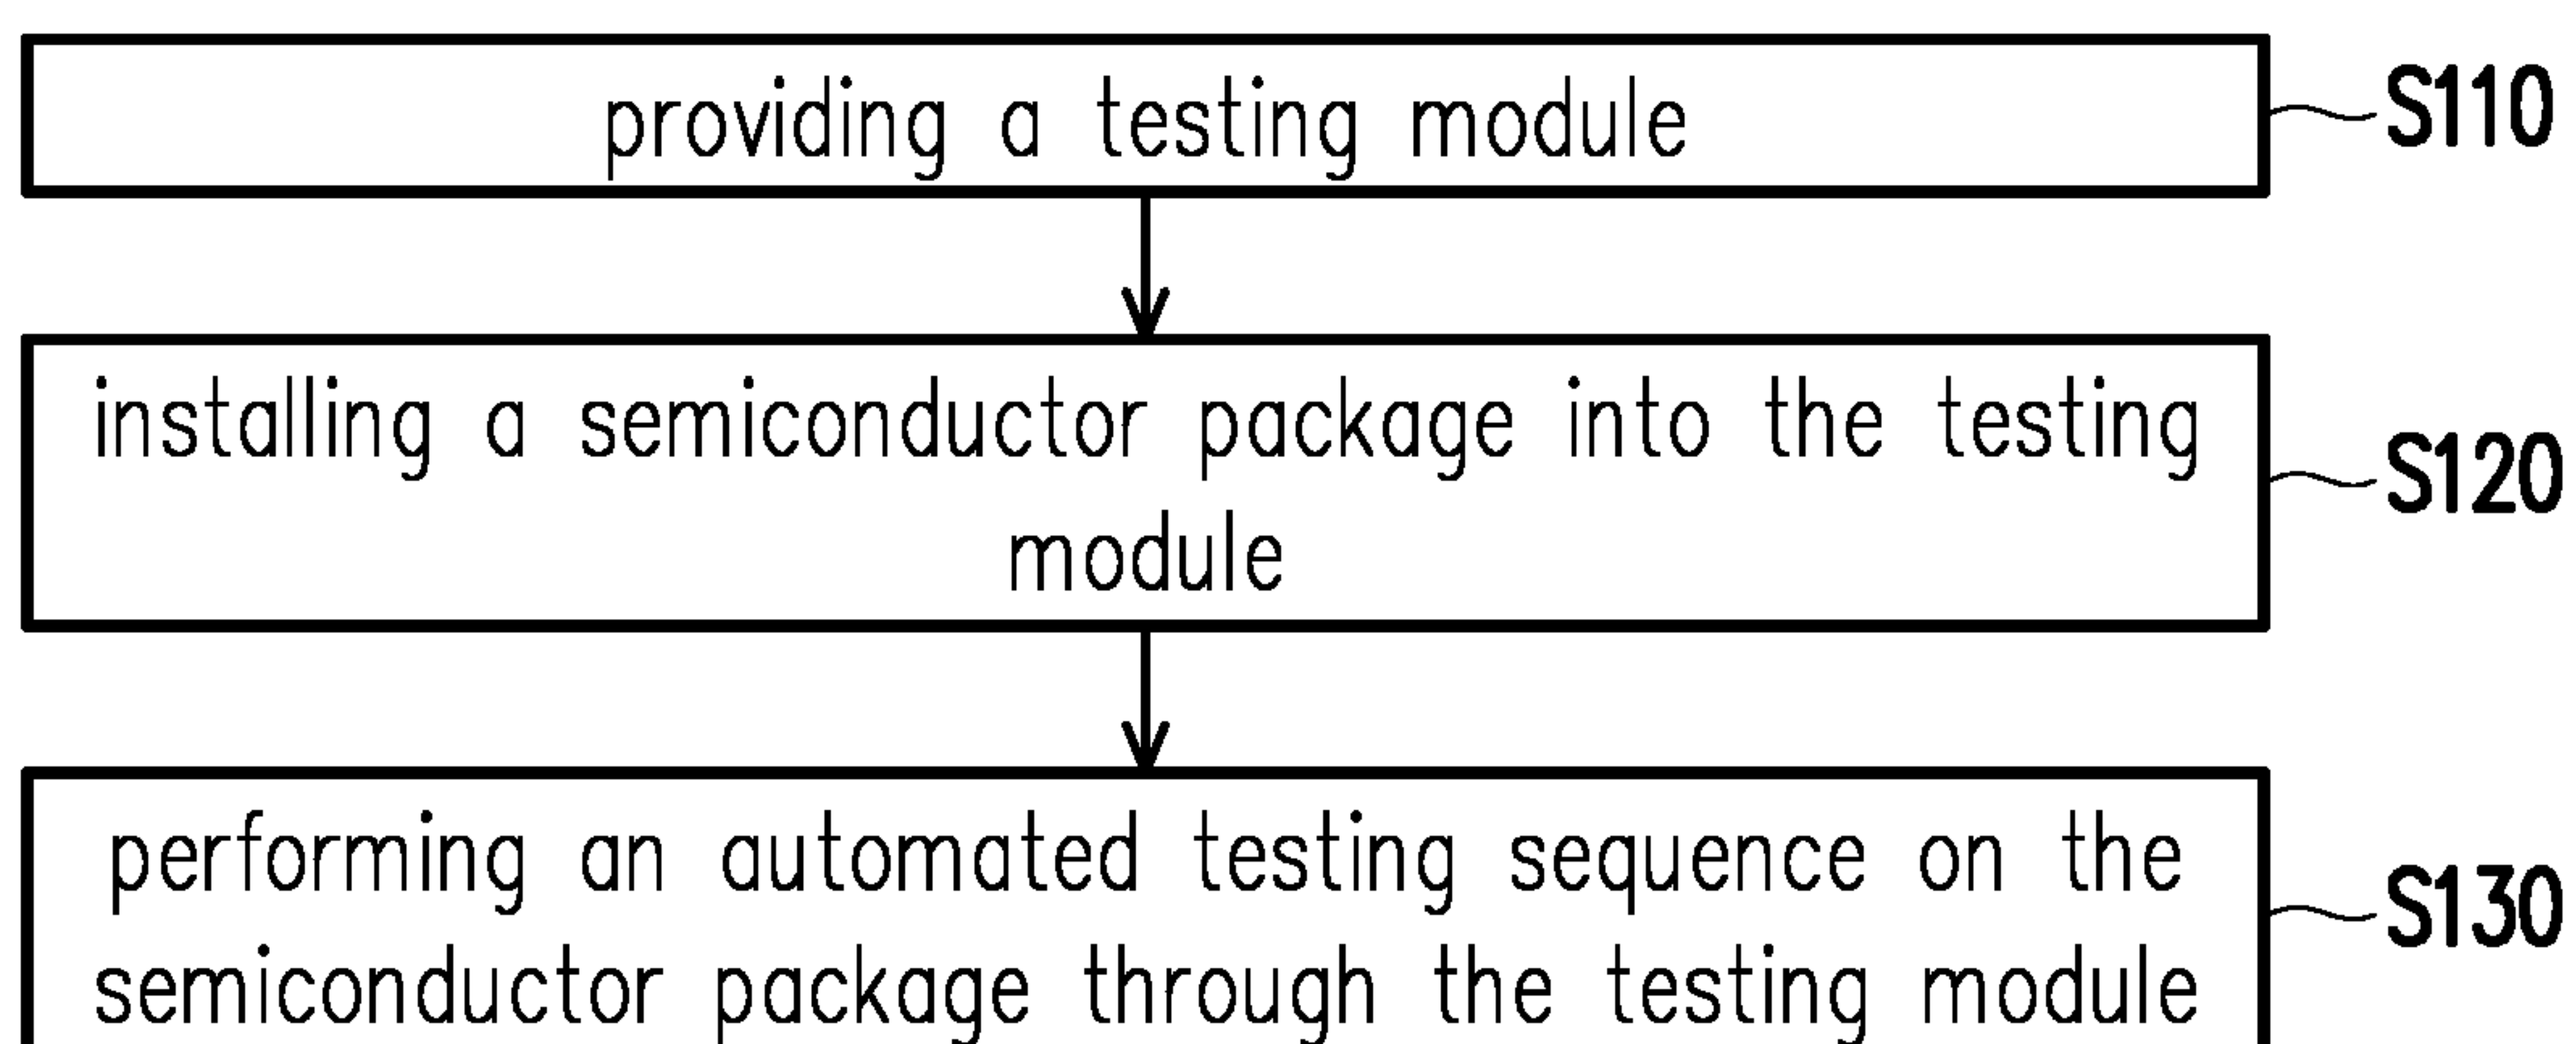 providing a testing module
S110
installing a semiconductor package into the testing
module
S120
performing an automated testing sequence on the
semiconductor package through the testing module
S130